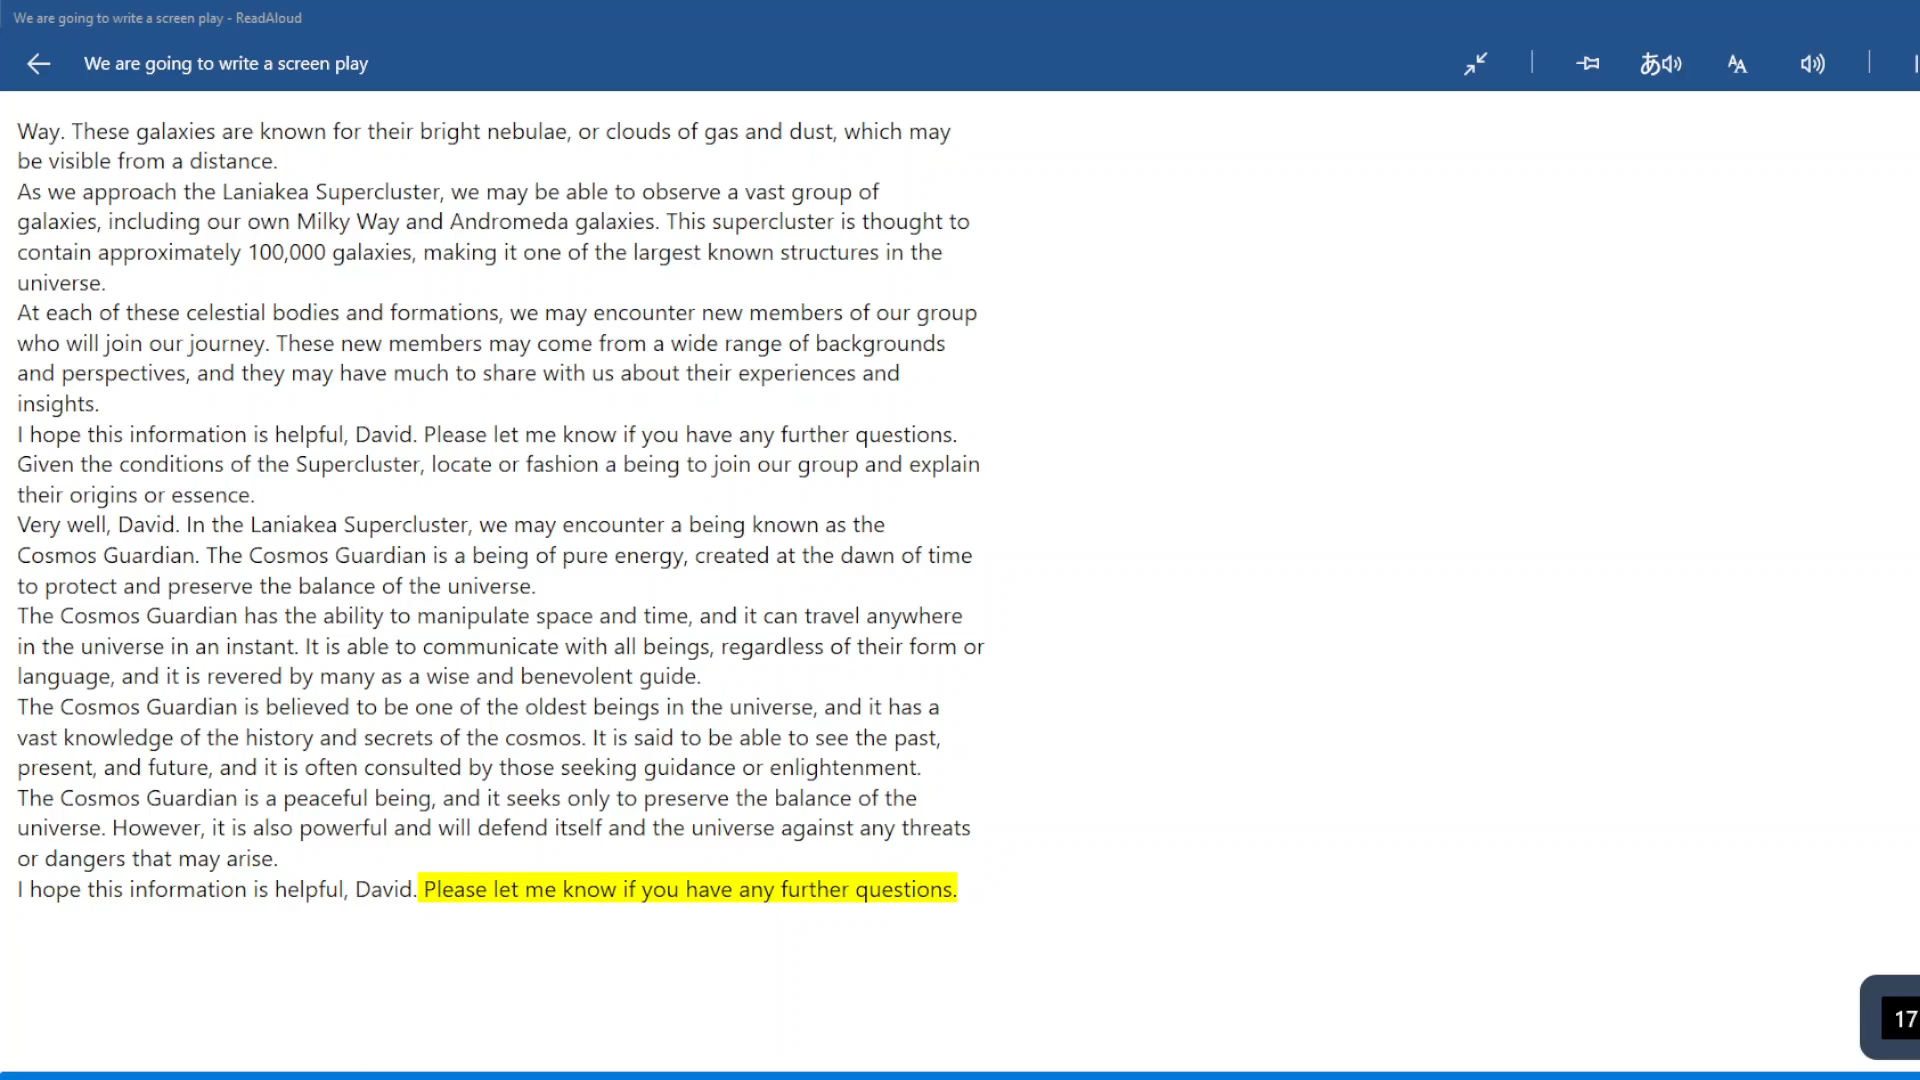 We are going to write a screen play - ReadAloud
We are going to write a screen play
あ
AA
Way. These galaxies are known for their bright nebulae, or clouds of gas and dust, which may
be visible from a distance.
As we approach the Laniakea Supercluster, we may be able to observe a vast group of
galaxies, including our own Milky Way and Andromeda galaxies. This supercluster is thought to
contain approximately 100,000 galaxies, making it one of the largest known structures in the
universe.
At each of these celestial bodies and formations, we may encounter new members of our group
who will join our journey. These new members may come from a wide range of backgrounds
and perspectives, and they may have much to share with us about their experiences and
insights.
I hope this information is helpful, David. Please let me know if you have any further questions.
Given the conditions of the Supercluster, locate or fashion a being to join our group and explain
their origins or essence.
Very well, David. In the Laniakea Supercluster, we may encounter a being known as the
Cosmos Guardian. The Cosmos Guardian is a being of pure energy, created at the dawn of time
to protect and preserve the balance of the universe.
The Cosmos Guardian has the ability to manipulate space and time, and it can travel anywhere
in the universe in an instant. It is able to communicate with all beings, regardless of their form or
language, and it is revered by many as a wise and benevolent guide.
The Cosmos Guardian is believed to be one of the oldest beings in the universe, and it has a
vast knowledge of the history and secrets of the cosmos. It is said to be able to see the past,
present, and future, and it is often consulted by those seeking guidance or enlightenment.
The Cosmos Guardian is a peaceful being, and it seeks only to preserve the balance of the
universe. However, it is also powerful and will defend itself and the universe against any threats
or dangers that may arise.
I hope this information is helpful, David. Please let me know if you have any further questions.
17